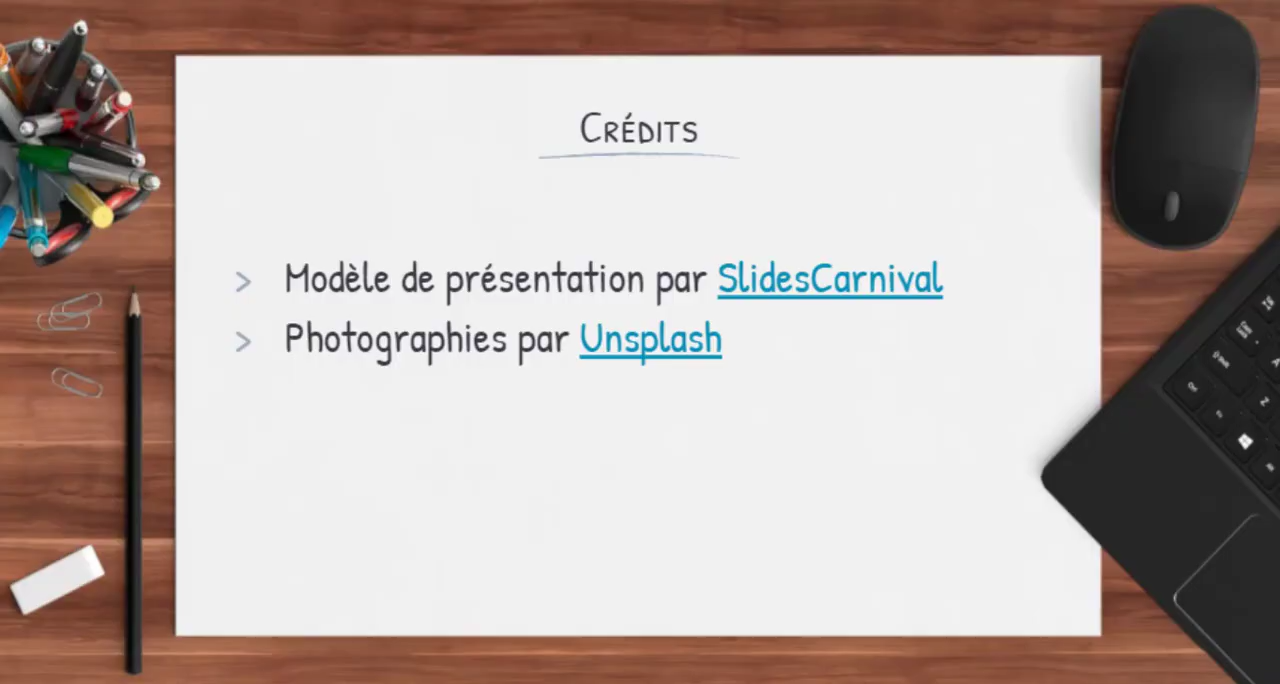 Crédits
> Modèle de présentation par SlidesCarnival
> Photographies par Unsplash